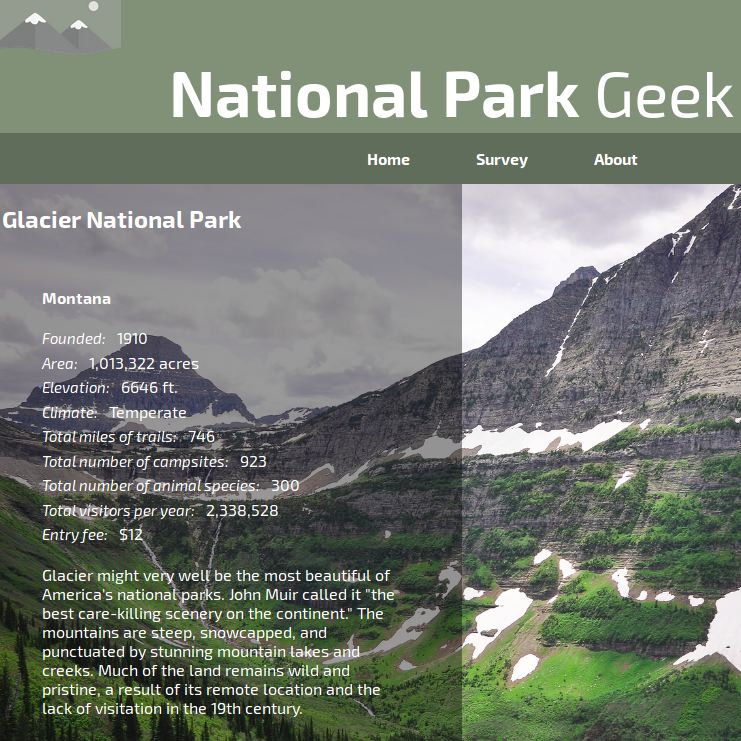 National Park Geek
Home Survey About
Glacier National Park
Montana
Founded: 1910
Area: 1,013,322 acres
Elevation: 6646 ft.
Climate: Temperate
Total miles of trails: 746
Total number of campsites: 923
Total number of animal species: 300
Total visitors per year: 2,338,528
Entry fee: $12
Glacier might very well be the most beautiful of
America's national parks. John Muir called it "the
best care-killing scenery on the continent." The
mountains are steep, snowcapped, and
punctuated by stunning mountain lakes and
creeks. Much of the land remains wild and
pristine, a result of its remote location and the
lack of visitation in the 19th century.